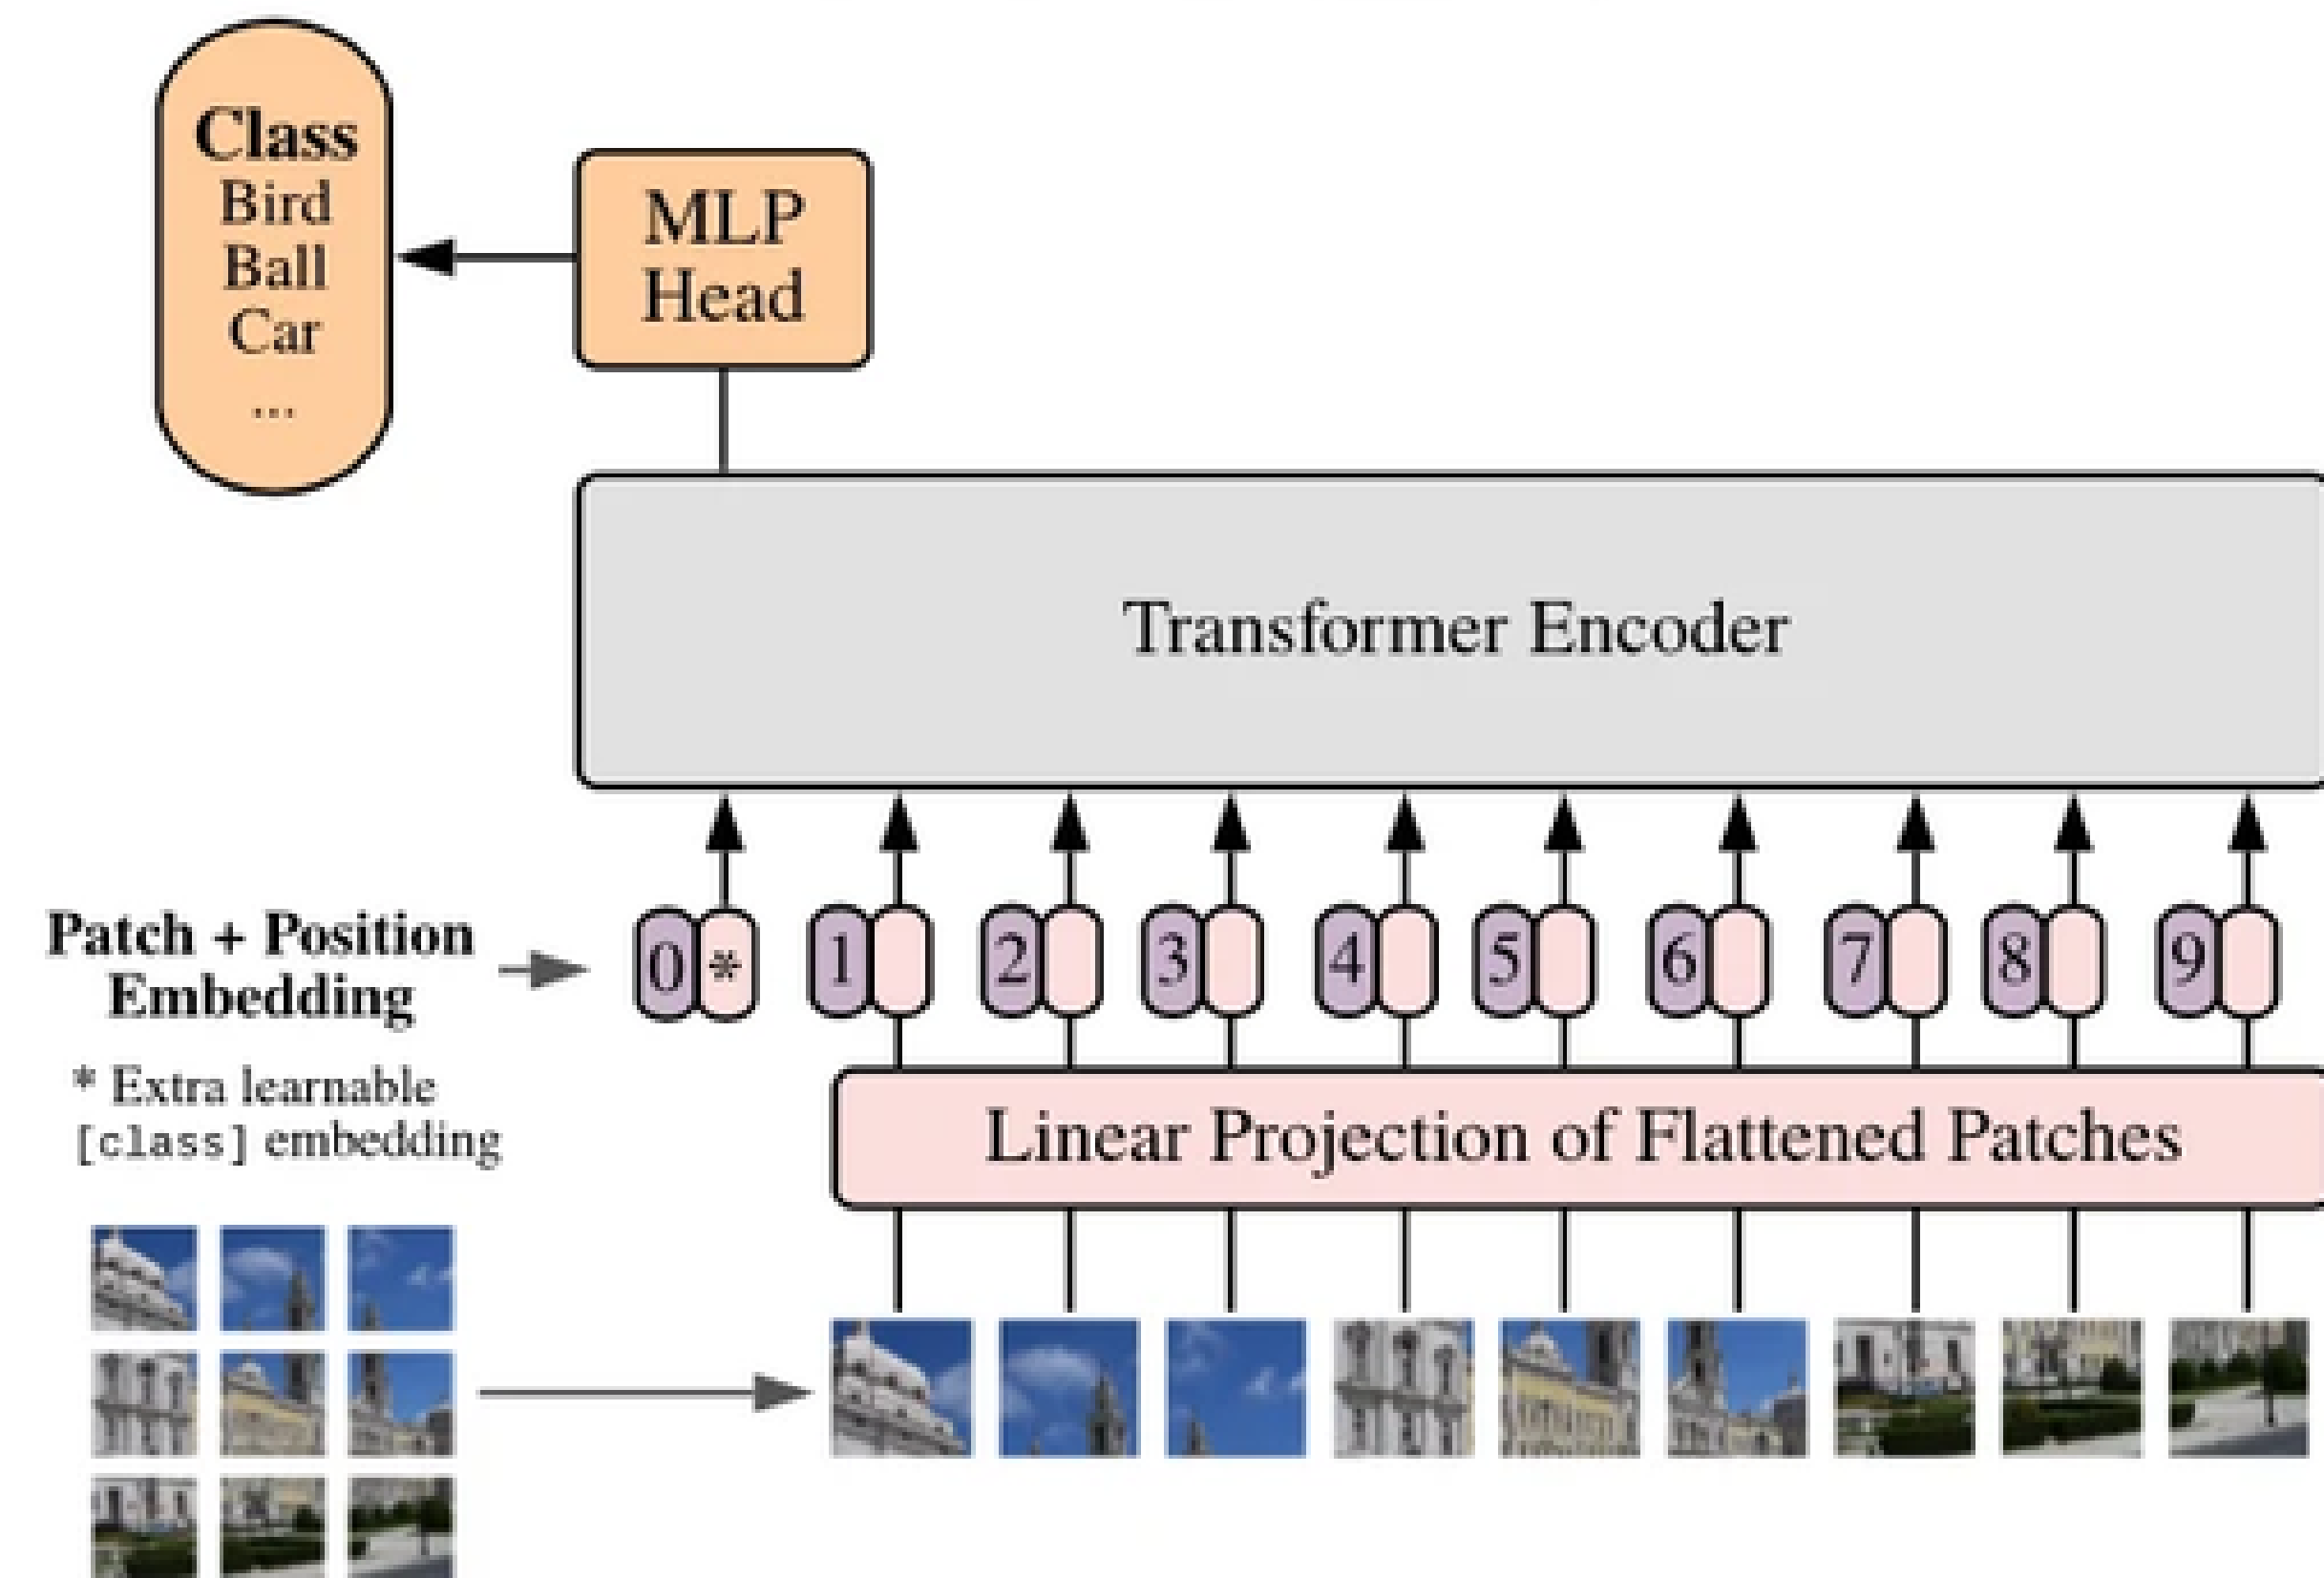 Class
Bird
Ball
Car
...
MLP
Head
Transformer Encoder
Patch + Position
Embedding
0 * 1 2 3 4 5 6 7 8 9
* Extra learnable
[class] embedding
Linear Projection of Flattened Patches